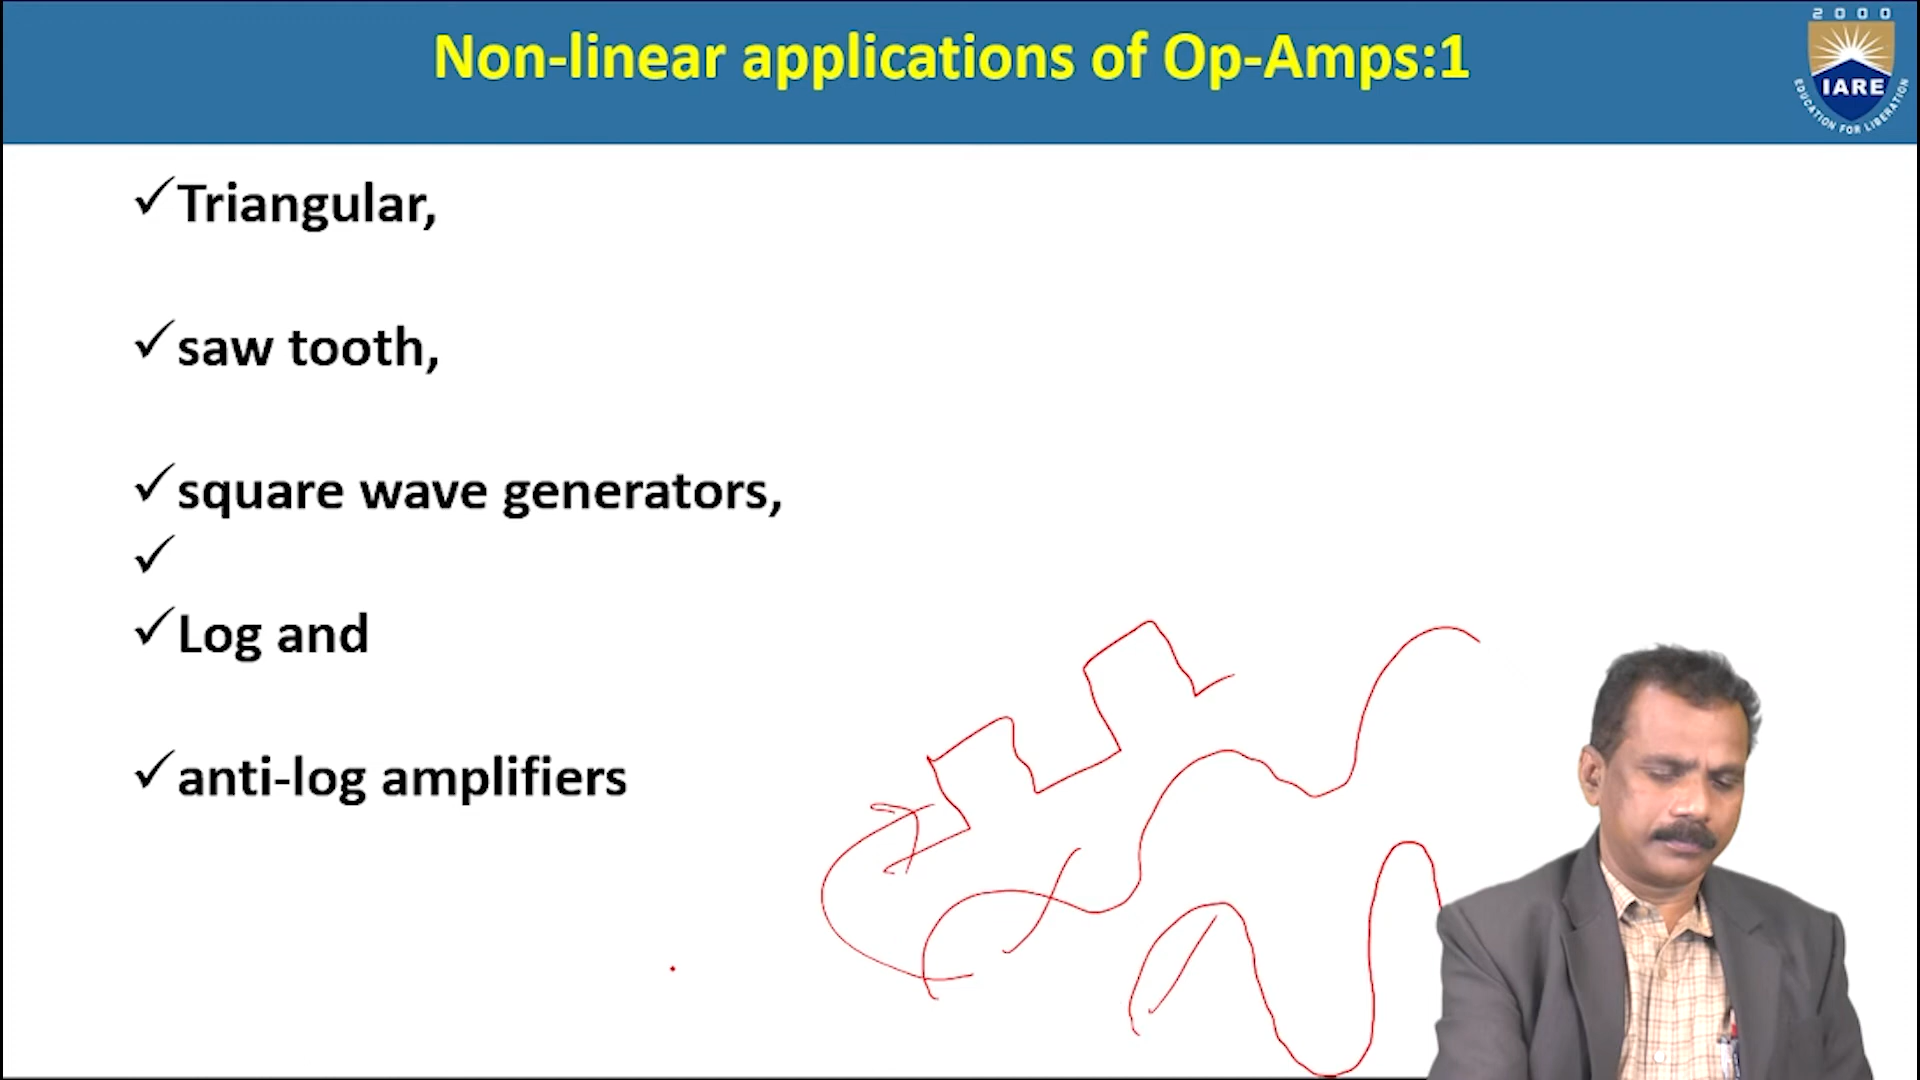 Non-linear applications of Op-Amps:1
2000
IARE
EDUCATION FOR LIBERATION
✓Triangular,
✓saw tooth,
✓square wave generators,
✓
✓Log and
✓anti-log amplifiers